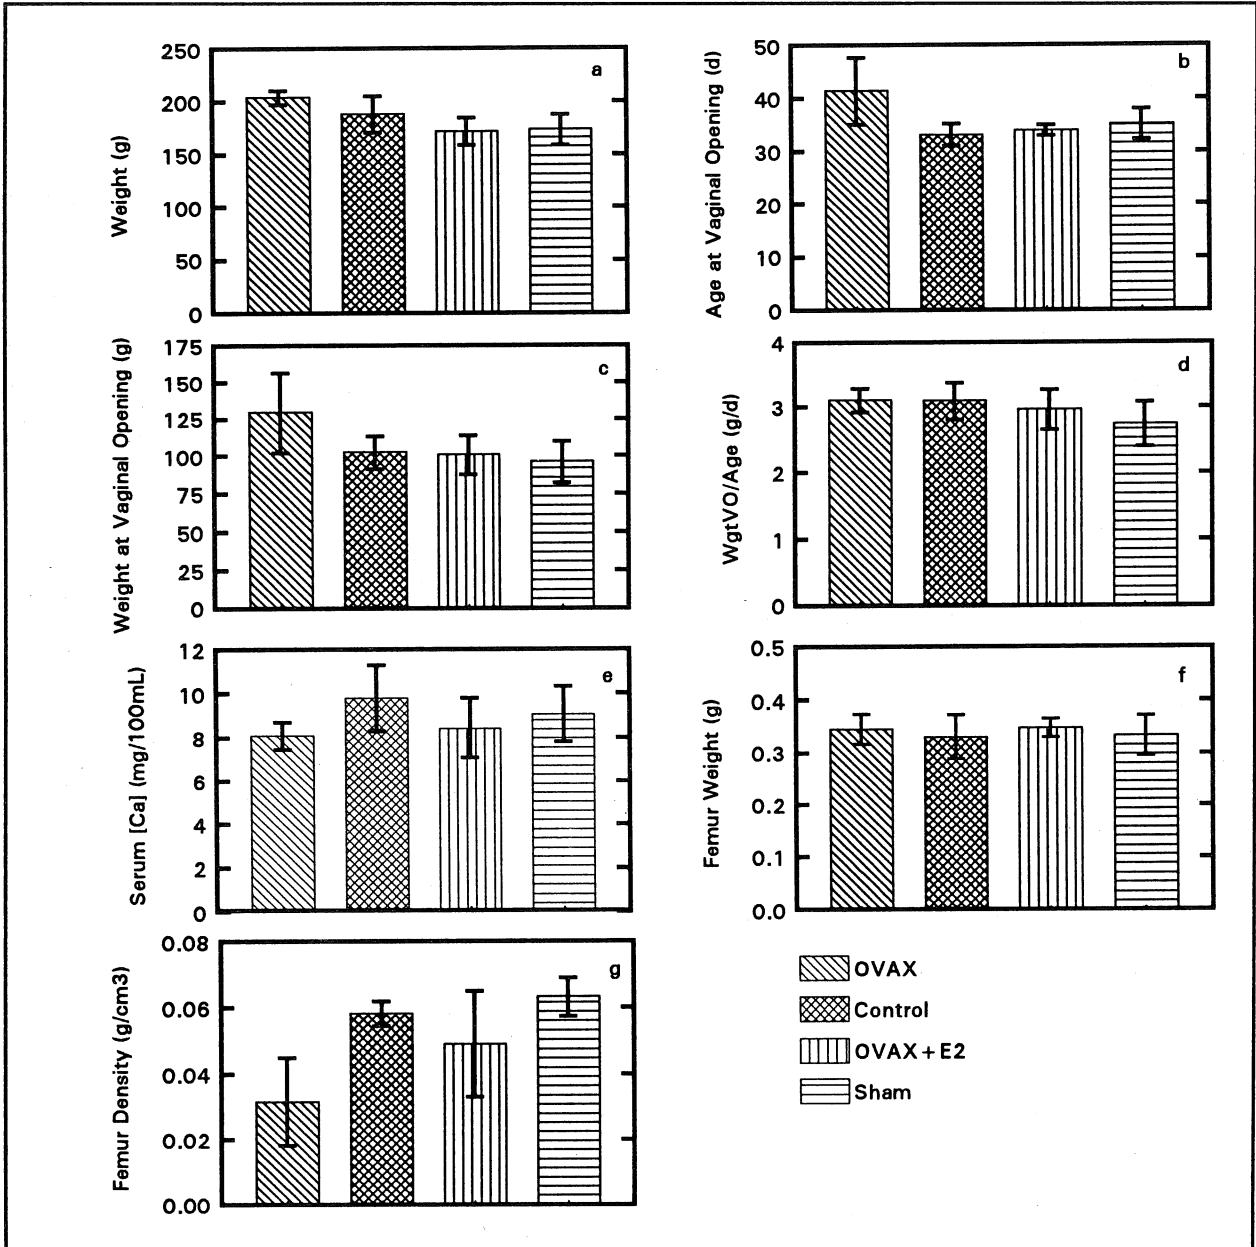 a
Weight (g)
250
200
150
100
50
0
b
Age at Vaginal Opening (d)
50
40
30
20
10
0
c
Weight at Vaginal Opening (g)
175
150
125
100
75
50
25
0
d
WgtVO/Age (g/d)
4
3
2
1
0
e
Serum [Ca] (mg/100mL)
12
10
8
6
4
2
0
f
Femur Weight (g)
0.5
0.4
0.3
0.2
0.1
0.0
g
Femur Density (g/cm3)
0.08
0.06
0.04
0.02
0.00
OVAX
Control
OVAX+E2
Sham